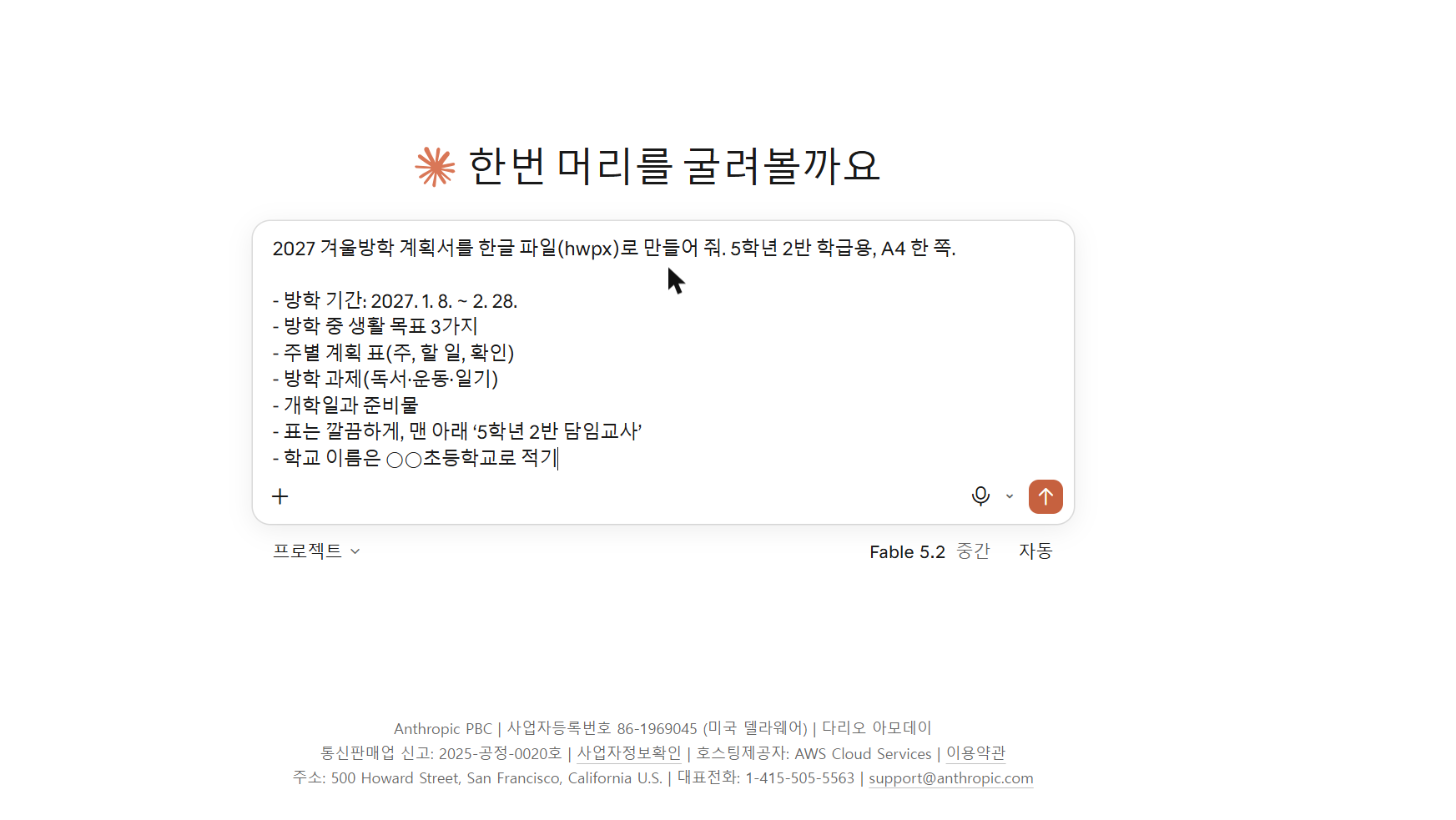 한번 머리를 굴려볼까요
2027 겨울방학 계획서를 한글 파일(hwpx)로 만들어 줘. 5학년 2반 학급용, A4 한 쪽.
- 방학 기간: 2027. 1. 8. ~ 2. 28.
- 방학 중 생활 목표 3가지
- 주별 계획 표(주, 할 일, 확인)
- 방학 과제(독서·운동·일기)
- 개학일과 준비물
- 표는 깔끔하게, 맨 아래 ‘5학년 2반 담임교사’
- 학교 이름은 ○○초등학교로 적기
프로젝트
Fable 5.2 중간 자동
Anthropic PBC | 사업자등록번호 86-1969045 (미국 델라웨어) | 다리오 아모데이
통신판매업 신고: 2025-공정-0020호 | 사업자정보확인 | 호스팅제공자: AWS Cloud Services | 이용약관
주소: 500 Howard Street, San Francisco, California U.S. | 대표전화: 1-415-505-5563 | support@anthropic.com